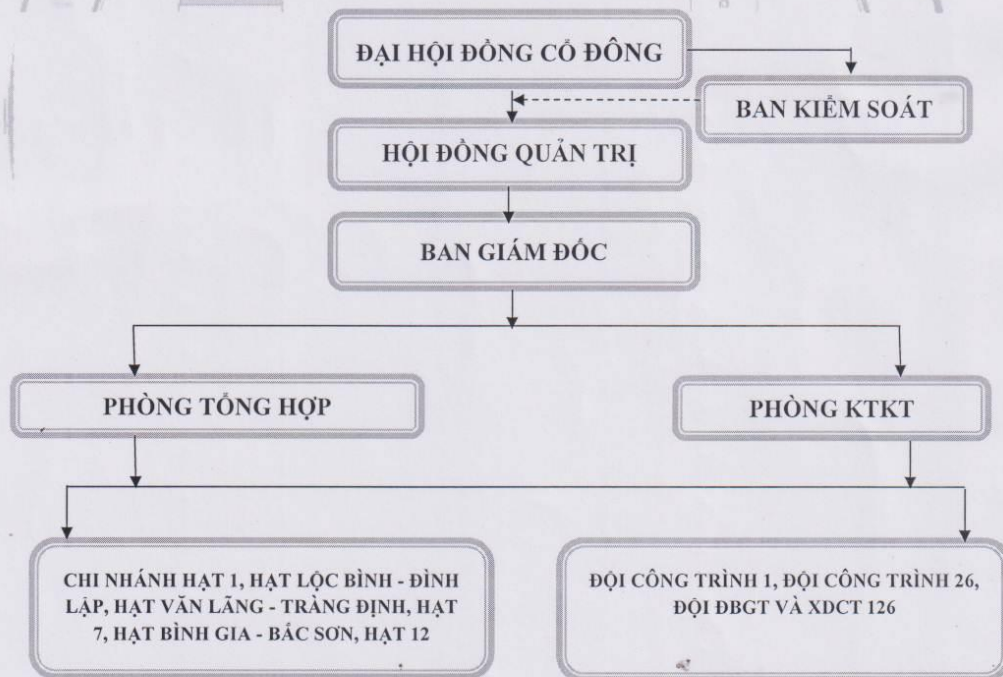 ĐẠI HỘI ĐỒNG CỔ ĐÔNG
BAN KIỂM SOÁT
HỘI ĐỒNG QUẢN TRỊ
BAN GIÁM ĐỐC
PHÒNG TỔNG HỢP
PHÒNG KTKT
CHI NHÁNH HẠT 1, HẠT LỘC BÌNH - ĐÌNH
LẬP, HẠT VĂN LÃNG - TRÀNG ĐỊNH, HẠT
7, HẠT BÌNH GIA - BẮC SƠN, HẠT 12
ĐỘI CÔNG TRÌNH 1, ĐỘI CÔNG TRÌNH 26,
ĐỘI ĐBGT VÀ XDCT 126